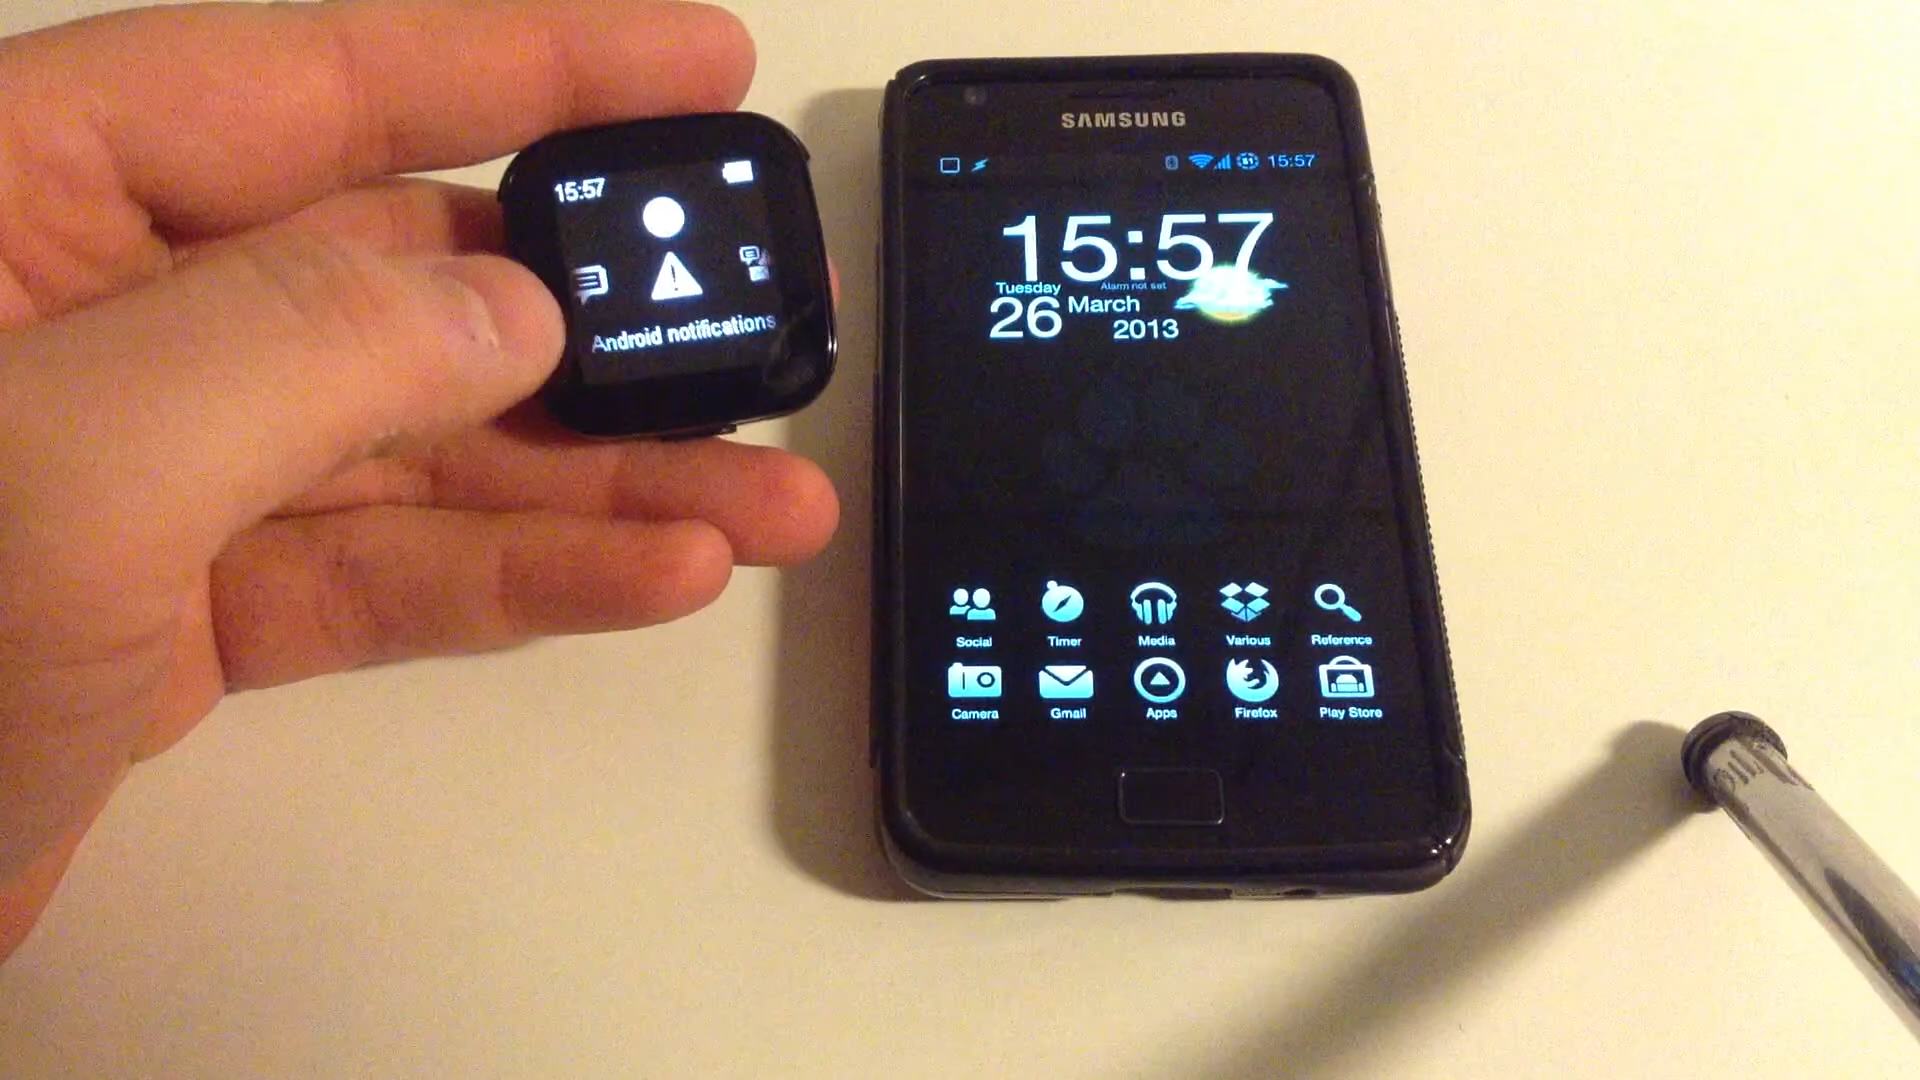 15:57
Android notifications
SAMSUNG
15:57
15:57
Tuesday
Alarm not set
26 March
2013
Social Timer Media Various Reference
Camera Gmail Apps Firefox Play Store